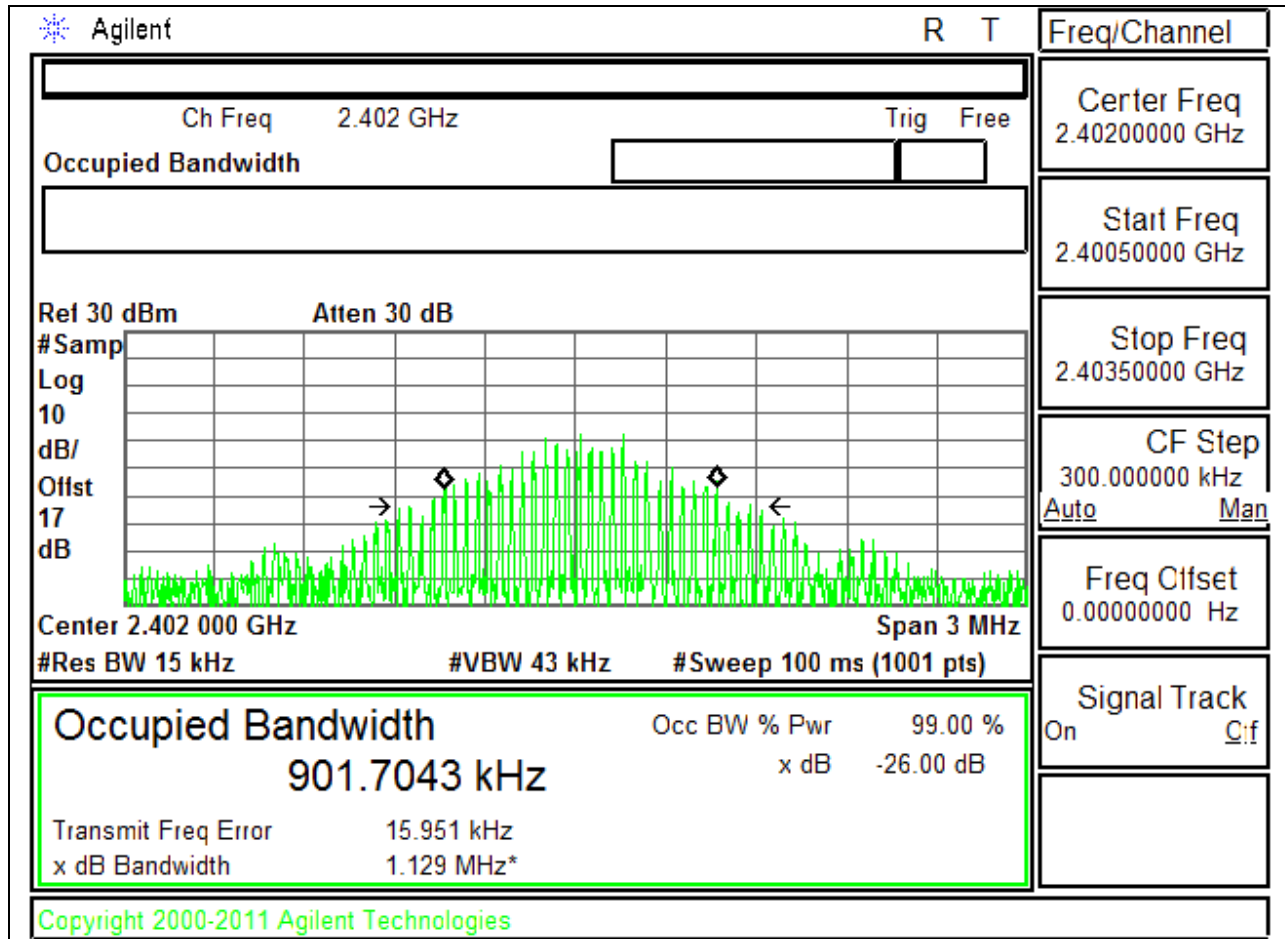 Agilent R T
Freq/Channel
Ch Freq 2.402 GHz Trig Free
Occupied Bandwidth
Center Freq
2.40200000 GHz
Start Freq
2.40050000 GHz
Stop Freq
2.40350000 GHz
CF Step
300.000000 kHz
Auto Man
Freq Offset
0.00000000 Hz
Signal Track
On Off
Ref 30 dBm Atten 30 dB
#Samp
Log
10
dB/
Offst
17
dB
Center 2.402 000 GHz Span 3 MHz
#Res BW 15 kHz #VBW 43 kHz #Sweep 100 ms (1001 pts)
Occupied Bandwidth
901.7043 kHz
Occ BW % Pwr 99.00 %
x dB -26.00 dB
Transmit Freq Error 15.951 kHz
x dB Bandwidth 1.129 MHz*
Copyright 2000-2011 Agilent Technologies